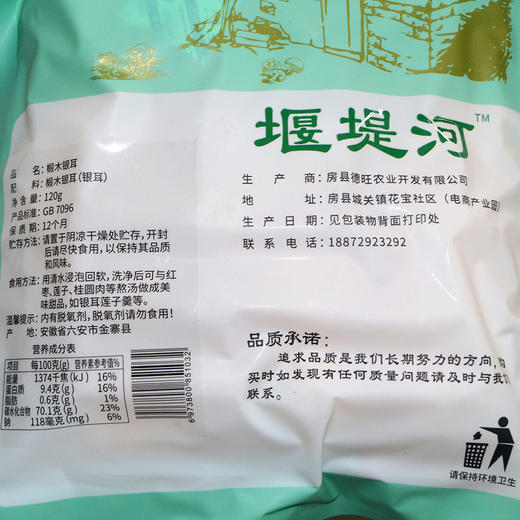 堰堤河™
品　　名：椴木银耳
配　　料：椴木银耳(银耳)
净 含 量：120g
产品标准：GB 7096
保 质 期：12个月
贮存方法：请置于阴凉干燥处贮存，开封
后请尽快食用，以保持其品质
和风味。
食用方法：用清水浸泡回软，洗净后可与红
枣、莲子、桂圆肉等熬汤做成美
味甜品，如银耳莲子羹等。
温馨提示：内有脱氧剂，脱氧剂请勿食用！
产　　地：安徽省六安市金寨县
营养成分表
项目 每100克(g) 营养素参考值%
能量 1374千焦(kJ) 16%
蛋白质 9.4克(g) 16%
脂肪 0.6克(g) 1%
碳水化合物 70.1克(g) 23%
钠 118毫克(mg) 6%
6973800851032
生 产 商：房县德旺农业开发有限公司
地　　址：房县城关镇花宝社区（电商产业园）
生 产 日 期：见包装物背面打印处
联 系 电 话：18872923292
品质承诺：
追求品质是我们长期努力的方向，购
买时如发现有任何质量问题请及时与我们
联系。
请保持环境卫生